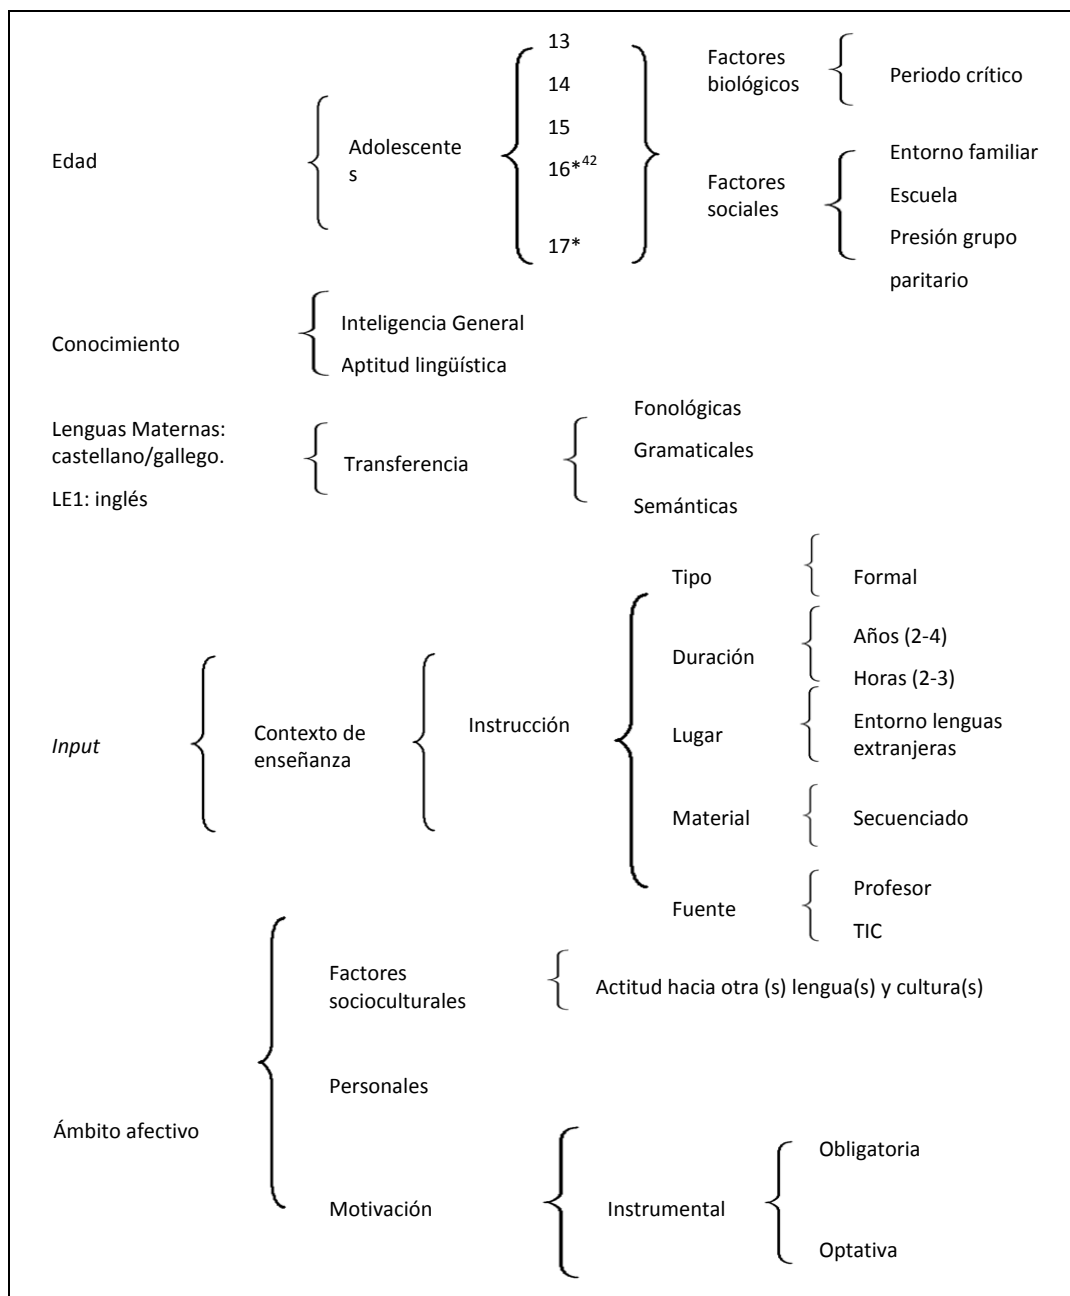 Edad
Adolescente
s
13
14
15
16*42
17*
Factores
biológicos
Periodo crítico
Factores
sociales
Entorno familiar
Escuela
Presión grupo
paritario
Conocimiento
Inteligencia General
Aptitud lingüística
Lenguas Maternas:
castellano/gallego.
LE1: inglés
Transferencia
Fonológicas
Gramaticales
Semánticas
Input
Contexto de
enseñanza
Instrucción
Tipo
Formal
Duración
Años (2-4)
Horas (2-3)
Lugar
Entorno lenguas
extranjeras
Material
Secuenciado
Fuente
Profesor
TIC
Ámbito afectivo
Factores
socioculturales
Actitud hacia otra (s) lengua(s) y cultura(s)
Personales
Motivación
Instrumental
Obligatoria
Optativa